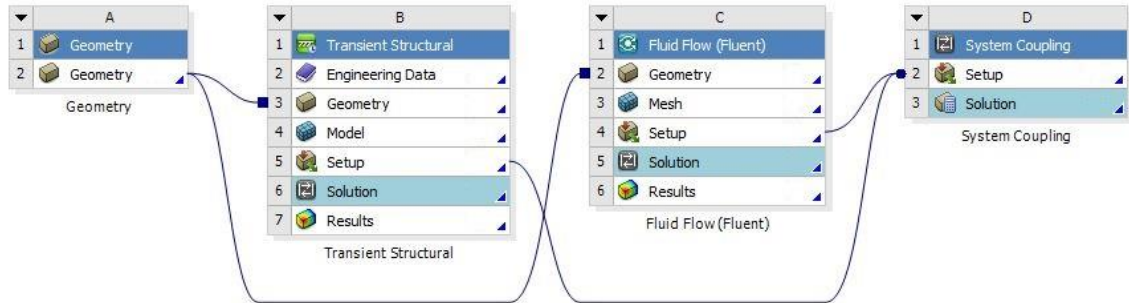 A
1 Geometry
2 Geometry
Geometry
B
1 Transient Structural
2 Engineering Data
3 Geometry
4 Model
5 Setup
6 Solution
7 Results
Transient Structural
C
1 Fluid Flow (Fluent)
2 Geometry
3 Mesh
4 Setup
5 Solution
6 Results
Fluid Flow (Fluent)
D
1 System Coupling
2 Setup
3 Solution
System Coupling